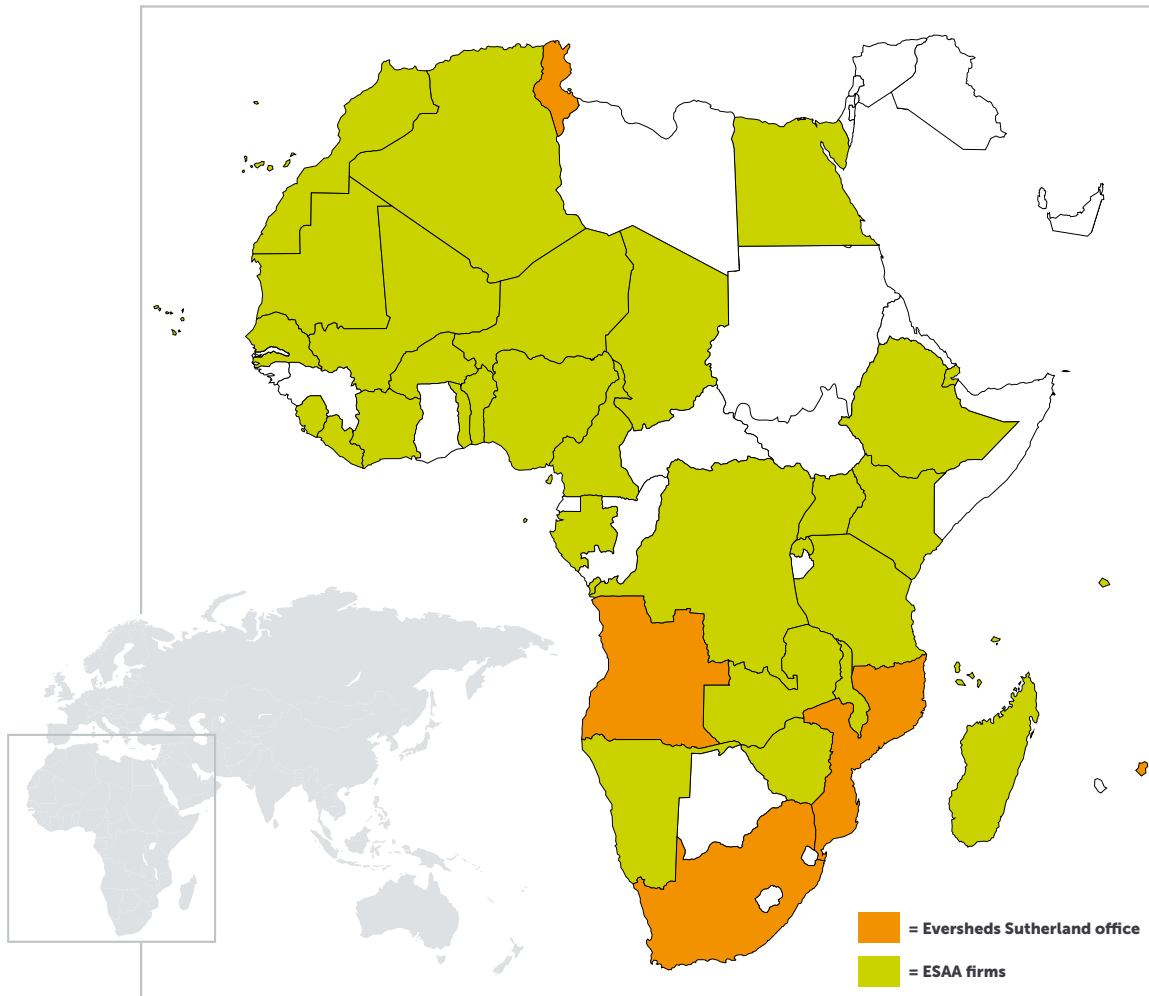 = Eversheds Sutherland office
= ESAA firms